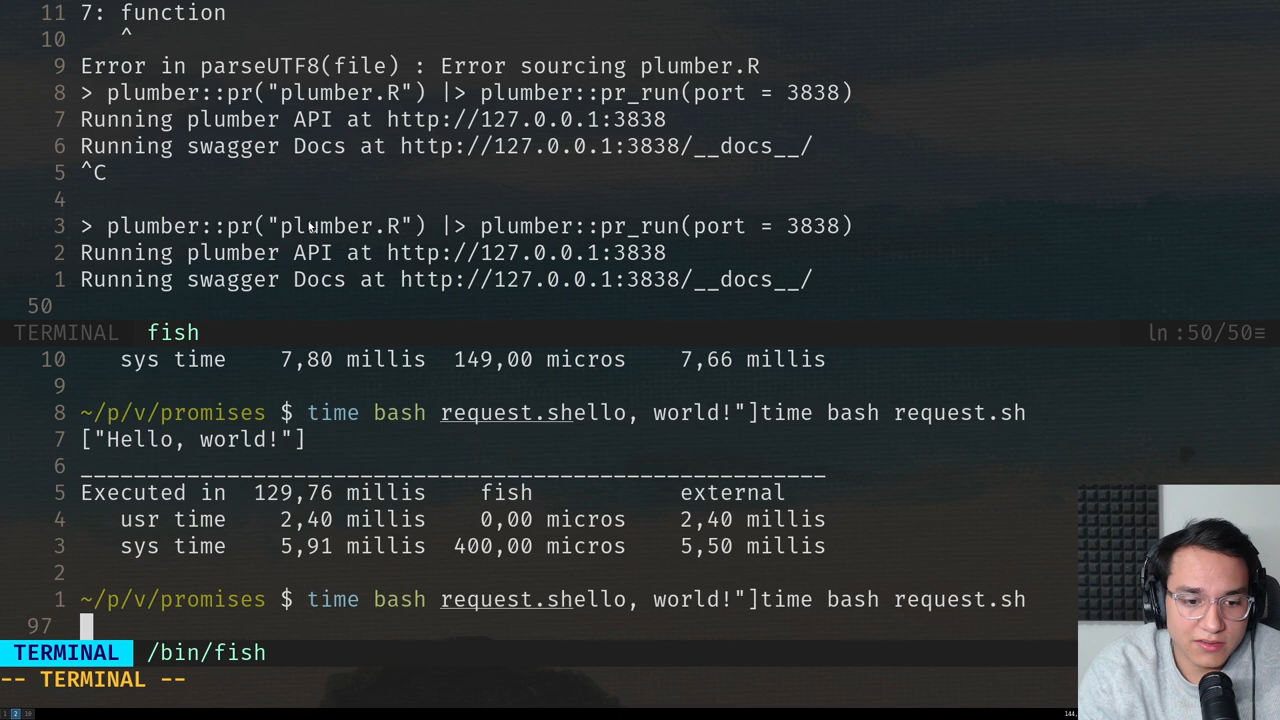 11 7: function
10 ^
9 Error in parseUTF8(file) : Error sourcing plumber.R
8 > plumber::pr("plumber.R") |> plumber::pr_run(port = 3838)
7 Running plumber API at http://127.0.0.1:3838
6 Running swagger Docs at http://127.0.0.1:3838/__docs__/
5 ^C
4
3 > plumber::pr("plumber.R") |> plumber::pr_run(port = 3838)
2 Running plumber API at http://127.0.0.1:3838
1 Running swagger Docs at http://127.0.0.1:3838/__docs__/
50
TERMINAL fish ln :50/50≡
10 sys time 7,80 millis 149,00 micros 7,66 millis
9
8 ~/p/v/promises $ time bash request.shello, world!"]time bash request.sh
7 ["Hello, world!"]
6 ________________________________________________________
5 Executed in 129,76 millis fish external
4 usr time 2,40 millis 0,00 micros 2,40 millis
3 sys time 5,91 millis 400,00 micros 5,50 millis
2
1 ~/p/v/promises $ time bash request.shello, world!"]time bash request.sh
97
TERMINAL /bin/fish
-- TERMINAL --
1 2 10 144,